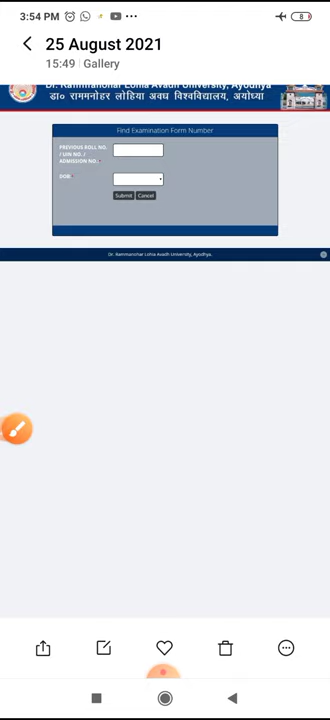 3:54 PM
8
25 August 2021
15:49 Gallery
Dr. Rammanohar Lohia Avadh University, Ayodhya
डा० राममनोहर लोहिया अवध विश्वविद्यालय, अयोध्या
Find Examination Form Number
PREVIOUS ROLL NO.
/ UIN NO. /
ADMISSION NO. *
DOB *
Submit Cancel
Dr. Rammanohar Lohia Avadh University, Ayodhya.